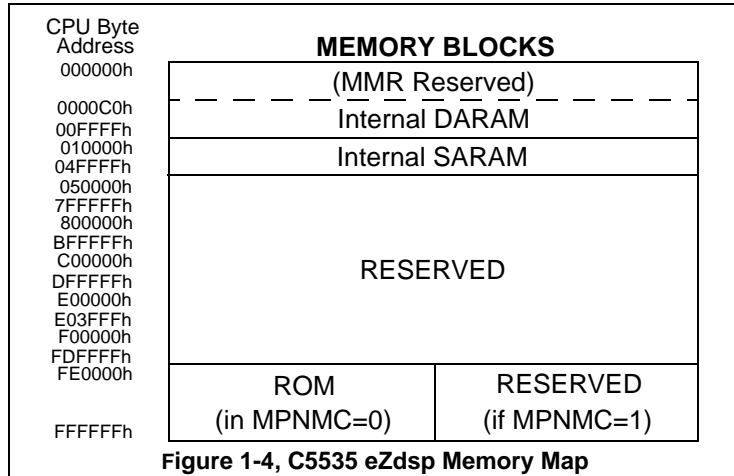 CPU Byte
Address
MEMORY BLOCKS
000000h
(MMR Reserved)
0000C0h
Internal DARAM
00FFFFh
010000h
Internal SARAM
04FFFFh
050000h
7FFFFFh
800000h
BFFFFFh
C00000h
RESERVED
DFFFFFh
E00000h
E03FFFh
F00000h
FDFFFFh
FE0000h
ROM
(in MPNMC=0)
RESERVED
(if MPNMC=1)
FFFFFFh
Figure 1-4, C5535 eZdsp Memory Map